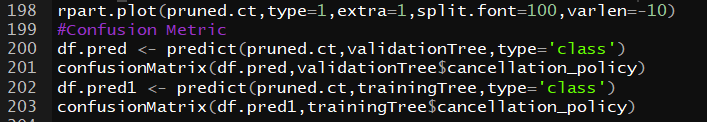 198 rpart.plot(pruned.ct,type=1,extra=1,split.font=100,varlen=-10)
199 #Confusion Metric
200 df.pred <- predict(pruned.ct,validationTree,type='class')
201 confusionMatrix(df.pred,validationTree$cancellation_policy)
202 df.pred1 <- predict(pruned.ct,trainingTree,type='class')
203 confusionMatrix(df.pred1,trainingTree$cancellation_policy)